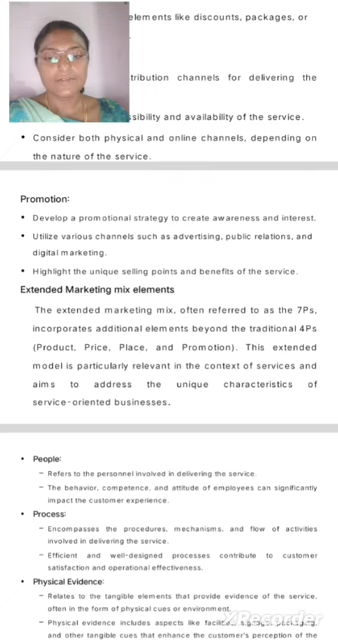 elements like discounts, packages, or
tribution channels for delivering the
ssibility and availability of the service.
• Consider both physical and online channels, depending on
the nature of the service.
Promotion:
• Develop a promotional strategy to create awareness and interest.
• Utilize various channels such as advertising, public relations, and
digital marketing.
• Highlight the unique selling points and benefits of the service.
Extended Marketing mix elements
The extended marketing mix, often referred to as the 7Ps,
incorporates additional elements beyond the traditional 4Ps
(Product, Price, Place, and Promotion). This extended
model is particularly relevant in the context of services and
aims to address the unique characteristics of
service-oriented businesses.
• People:
– Refers to the personnel involved in delivering the service.
– The behavior, competence, and attitude of employees can significantly
impact the customer experience.
• Process:
– Encompasses the procedures, mechanisms, and flow of activities
involved in delivering the service.
– Efficient and well-designed processes contribute to customer
satisfaction and operational effectiveness.
• Physical Evidence:
– Relates to the tangible elements that provide evidence of the service,
often in the form of physical cues or environment.
– Physical evidence includes aspects like facilities, signage, packaging,
and other tangible cues that enhance the customer's perception of the
XRecorder